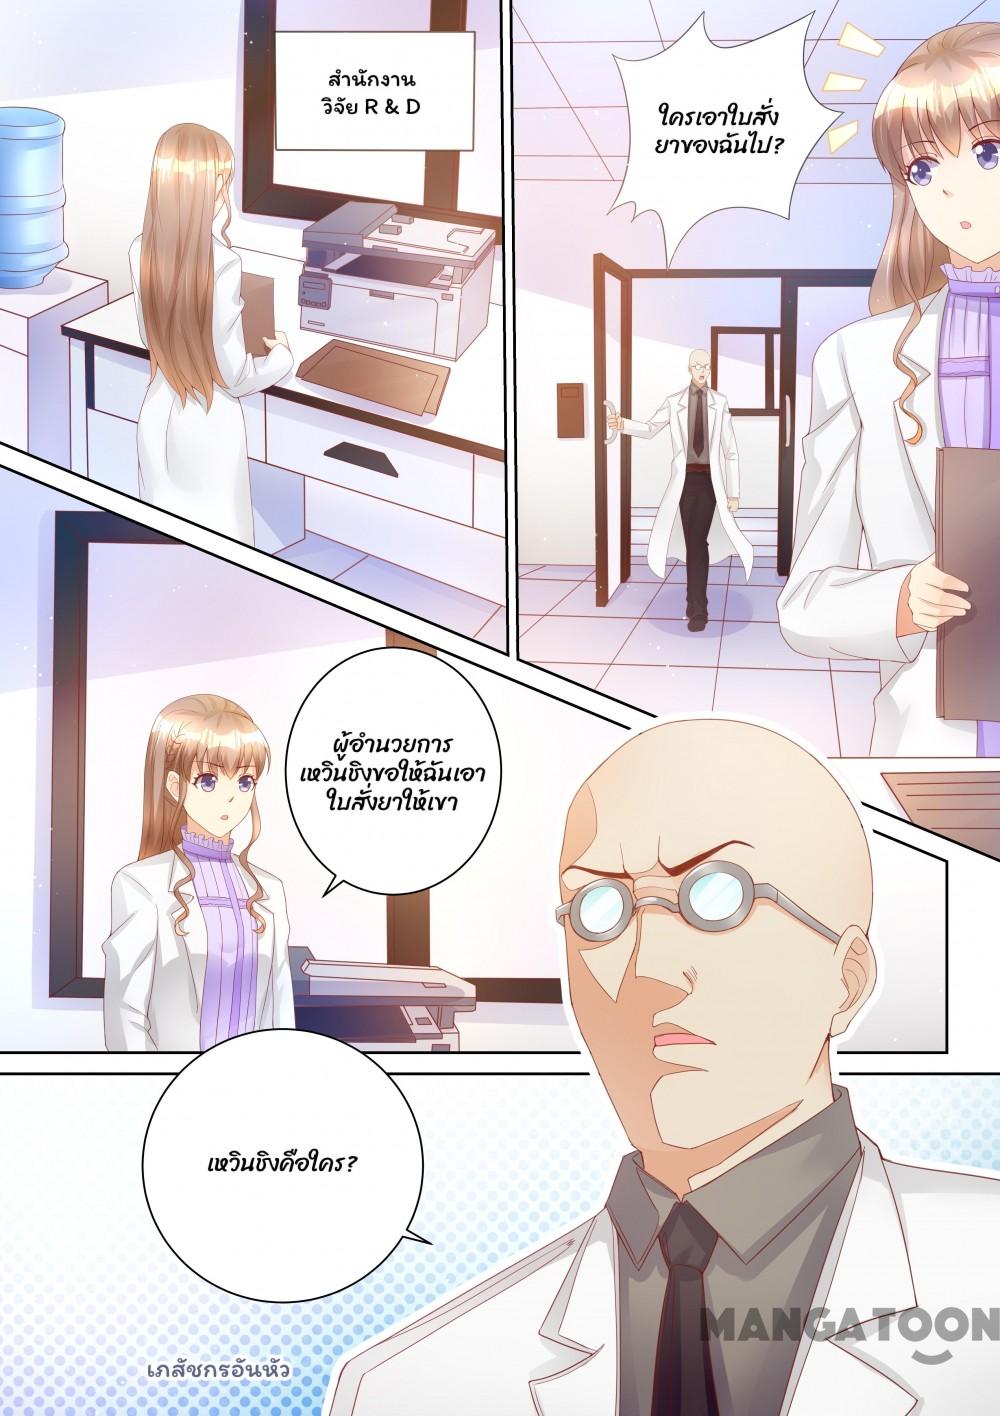 สำนักงาน
วิจัย R & D
ใครเอาใบสั่ง
ยาของฉันไป?
ผู้อำนวยการ
เหวินชิงขอให้ฉันเอา
ใบสั่งยาให้เขา
เหวินชิงคือใคร?
เภสัชกรอันหัว
MANGATOON